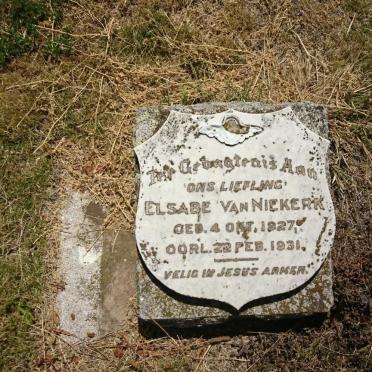 Ter Gedagtenis Aan
ONS LIEFLING
ELSABE VAN NIEKERK
GEB. 4 OKT. 1927.
OORL. 22 FEB. 1931.
VEILIG IN JESUS ARMEN.